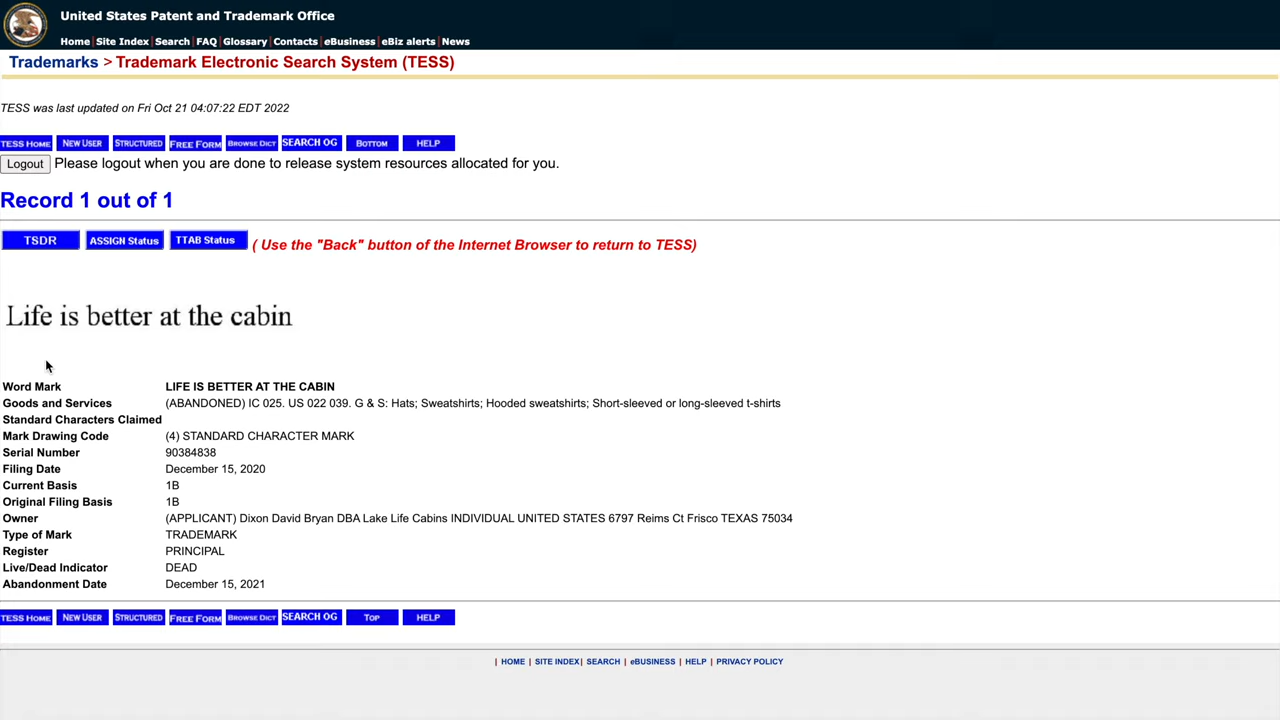 United States Patent and Trademark Office
Home | Site Index | Search | FAQ | Glossary | Contacts | eBusiness | eBiz alerts | News
Trademarks > Trademark Electronic Search System (TESS)
TESS was last updated on Fri Oct 21 04:07:22 EDT 2022
TESS HOME NEW USER STRUCTURED FREE FORM BROWSE DICT SEARCH OG BOTTOM HELP
Logout Please logout when you are done to release system resources allocated for you.
Record 1 out of 1
TSDR ASSIGN Status TTAB Status ( Use the "Back" button of the Internet Browser to return to TESS)
Life is better at the cabin
Word Mark LIFE IS BETTER AT THE CABIN
Goods and Services (ABANDONED) IC 025. US 022 039. G & S: Hats; Sweatshirts; Hooded sweatshirts; Short-sleeved or long-sleeved t-shirts
Standard Characters Claimed
Mark Drawing Code (4) STANDARD CHARACTER MARK
Serial Number 90384838
Filing Date December 15, 2020
Current Basis 1B
Original Filing Basis 1B
Owner (APPLICANT) Dixon David Bryan DBA Lake Life Cabins INDIVIDUAL UNITED STATES 6797 Reims Ct Frisco TEXAS 75034
Type of Mark TRADEMARK
Register PRINCIPAL
Live/Dead Indicator DEAD
Abandonment Date December 15, 2021
TESS HOME NEW USER STRUCTURED FREE FORM BROWSE DICT SEARCH OG TOP HELP
| HOME | SITE INDEX | SEARCH | eBUSINESS | HELP | PRIVACY POLICY